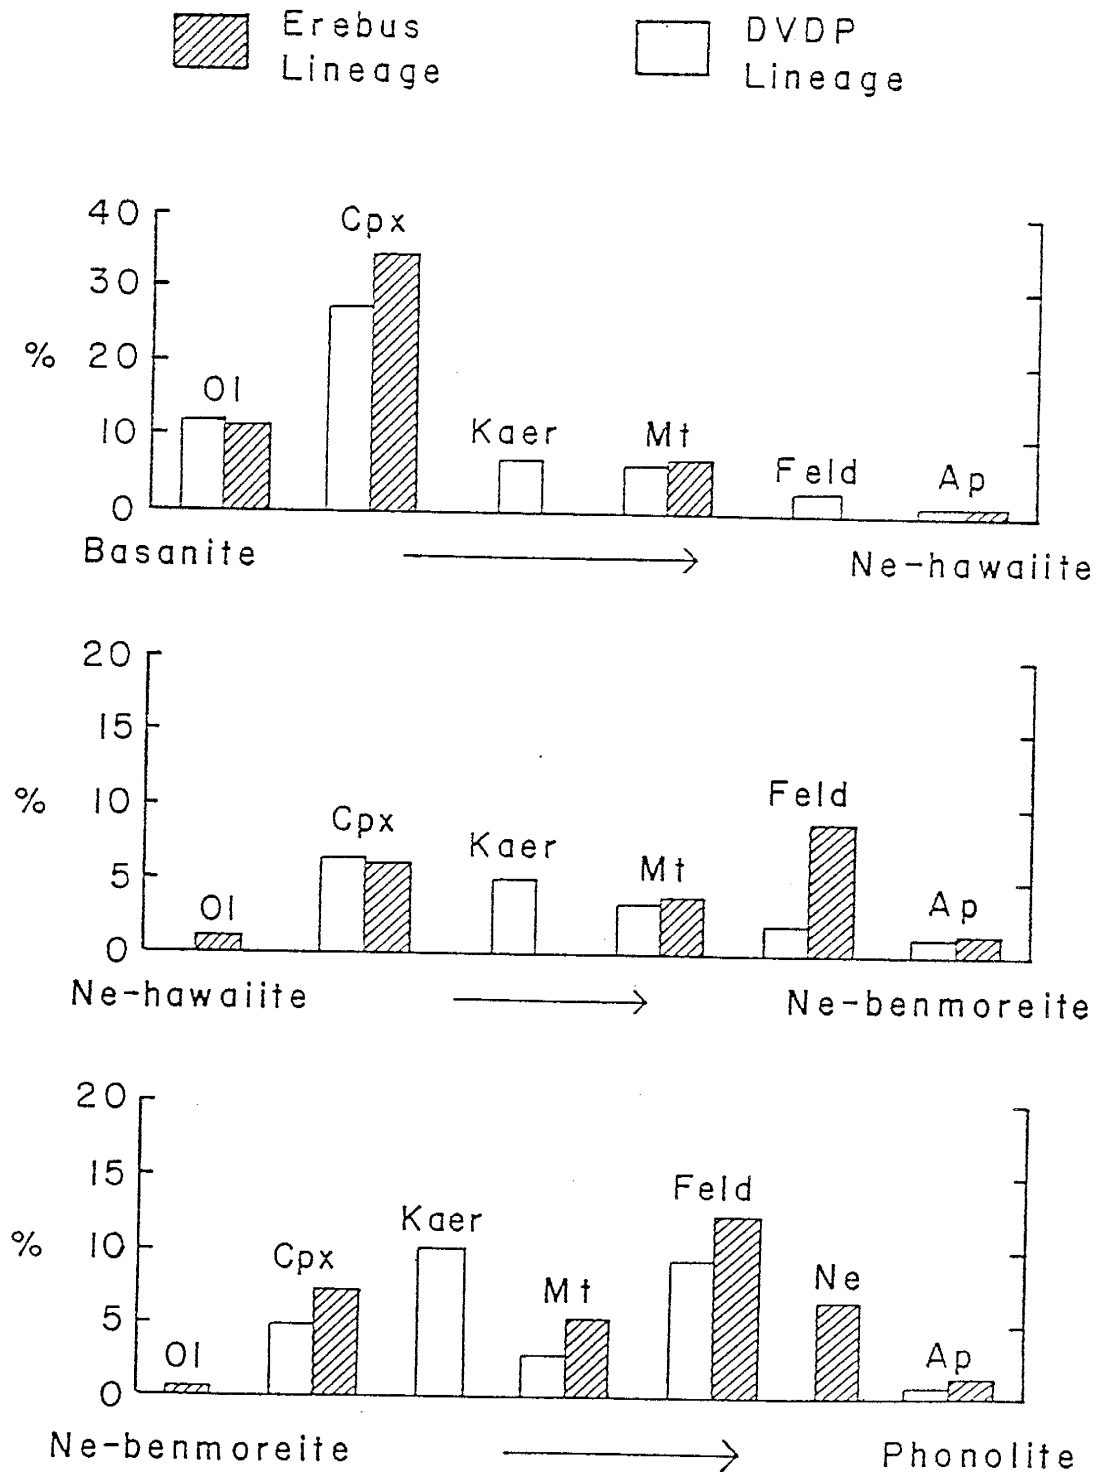 Erebus
Lineage
DVDP
Lineage
40
30
% 20
10
0
Ol
Cpx
Kaer
Mt
Feld
Ap
Basanite
Ne-hawaiite
20
15
% 10
5
0
Ol
Cpx
Kaer
Mt
Feld
Ap
Ne-hawaiite
Ne-benmoreite
20
15
% 10
5
0
Ol
Cpx
Kaer
Mt
Feld
Ne
Ap
Ne-benmoreite
Phonolite